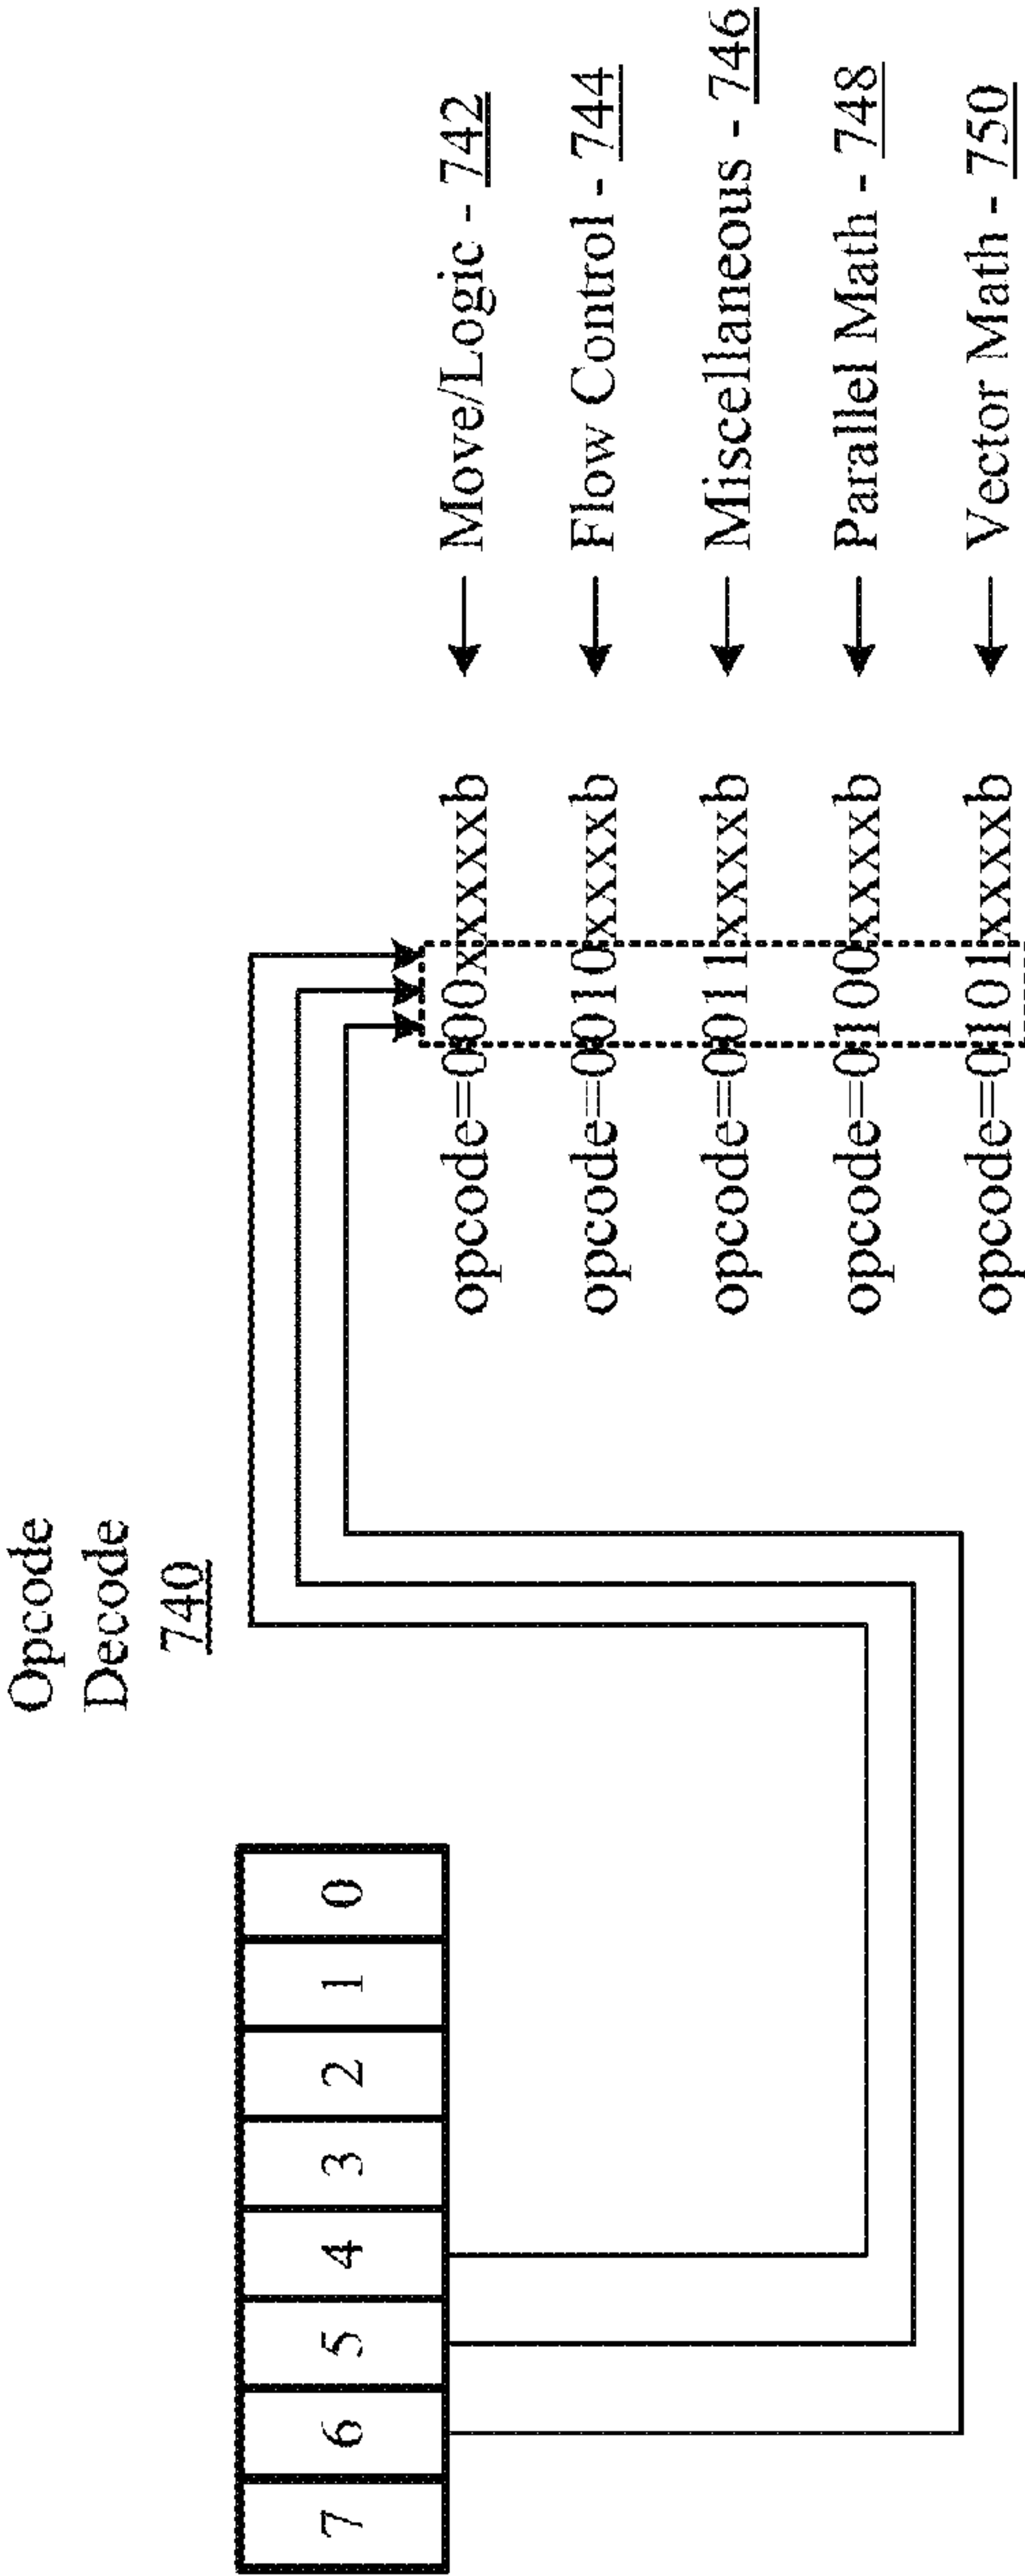 Opcode
Decode
740
7 6 5 4 3 2 1 0
opcode=000xxxxxb Move/Logic - 742
opcode=0010xxxxb Flow Control - 744
opcode=0011xxxxb Miscellaneous - 746
opcode=0100xxxxb Parallel Math - 748
opcode=0101xxxxb Vector Math - 750